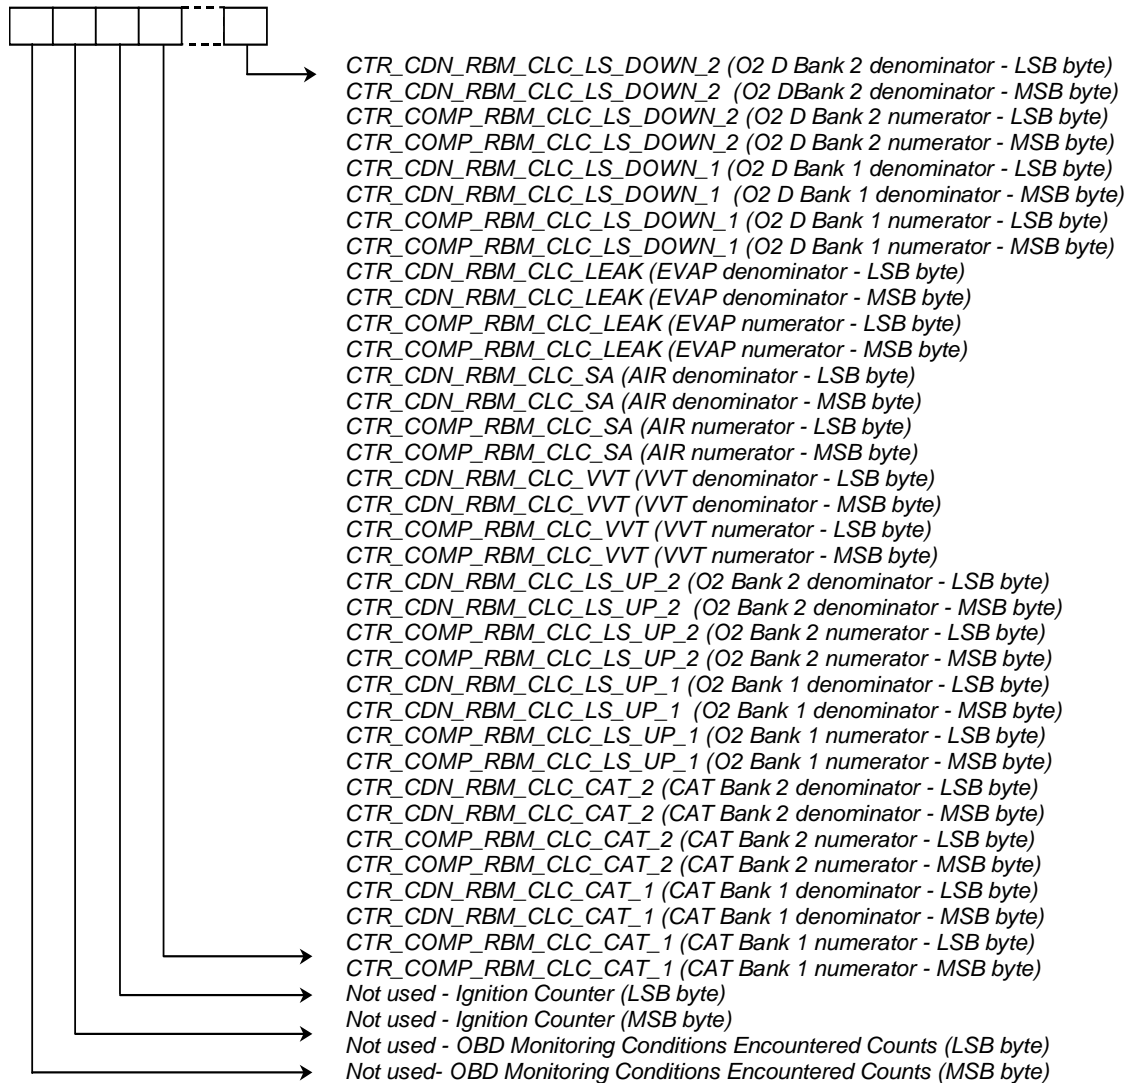 CTR_CDN_RBM_CLC_LS_DOWN_2 (O2 D Bank 2 denominator - LSB byte)
CTR_CDN_RBM_CLC_LS_DOWN_2 (O2 DBank 2 denominator - MSB byte)
CTR_COMP_RBM_CLC_LS_DOWN_2 (O2 D Bank 2 numerator - LSB byte)
CTR_COMP_RBM_CLC_LS_DOWN_2 (O2 D Bank 2 numerator - MSB byte)
CTR_CDN_RBM_CLC_LS_DOWN_1 (O2 D Bank 1 denominator - LSB byte)
CTR_CDN_RBM_CLC_LS_DOWN_1 (O2 D Bank 1 denominator - MSB byte)
CTR_COMP_RBM_CLC_LS_DOWN_1 (O2 D Bank 1 numerator - LSB byte)
CTR_COMP_RBM_CLC_LS_DOWN_1 (O2 D Bank 1 numerator - MSB byte)
CTR_CDN_RBM_CLC_LEAK (EVAP denominator - LSB byte)
CTR_CDN_RBM_CLC_LEAK (EVAP denominator - MSB byte)
CTR_COMP_RBM_CLC_LEAK (EVAP numerator - LSB byte)
CTR_COMP_RBM_CLC_LEAK (EVAP numerator - MSB byte)
CTR_CDN_RBM_CLC_SA (AIR denominator - LSB byte)
CTR_CDN_RBM_CLC_SA (AIR denominator - MSB byte)
CTR_COMP_RBM_CLC_SA (AIR numerator - LSB byte)
CTR_COMP_RBM_CLC_SA (AIR numerator - MSB byte)
CTR_CDN_RBM_CLC_VVT (VVT denominator - LSB byte)
CTR_CDN_RBM_CLC_VVT (VVT denominator - MSB byte)
CTR_COMP_RBM_CLC_VVT (VVT numerator - LSB byte)
CTR_COMP_RBM_CLC_VVT (VVT numerator - MSB byte)
CTR_CDN_RBM_CLC_LS_UP_2 (O2 Bank 2 denominator - LSB byte)
CTR_CDN_RBM_CLC_LS_UP_2 (O2 Bank 2 denominator - MSB byte)
CTR_COMP_RBM_CLC_LS_UP_2 (O2 Bank 2 numerator - LSB byte)
CTR_COMP_RBM_CLC_LS_UP_2 (O2 Bank 2 numerator - MSB byte)
CTR_CDN_RBM_CLC_LS_UP_1 (O2 Bank 1 denominator - LSB byte)
CTR_CDN_RBM_CLC_LS_UP_1 (O2 Bank 1 denominator - MSB byte)
CTR_COMP_RBM_CLC_LS_UP_1 (O2 Bank 1 numerator - LSB byte)
CTR_COMP_RBM_CLC_LS_UP_1 (O2 Bank 1 numerator - MSB byte)
CTR_CDN_RBM_CLC_CAT_2 (CAT Bank 2 denominator - LSB byte)
CTR_CDN_RBM_CLC_CAT_2 (CAT Bank 2 denominator - MSB byte)
CTR_COMP_RBM_CLC_CAT_2 (CAT Bank 2 numerator - LSB byte)
CTR_COMP_RBM_CLC_CAT_2 (CAT Bank 2 numerator - MSB byte)
CTR_CDN_RBM_CLC_CAT_1 (CAT Bank 1 denominator - LSB byte)
CTR_CDN_RBM_CLC_CAT_1 (CAT Bank 1 denominator - MSB byte)
CTR_COMP_RBM_CLC_CAT_1 (CAT Bank 1 numerator - LSB byte)
CTR_COMP_RBM_CLC_CAT_1 (CAT Bank 1 numerator - MSB byte)
Not used - Ignition Counter (LSB byte)
Not used - Ignition Counter (MSB byte)
Not used - OBD Monitoring Conditions Encountered Counts (LSB byte)
Not used- OBD Monitoring Conditions Encountered Counts (MSB byte)